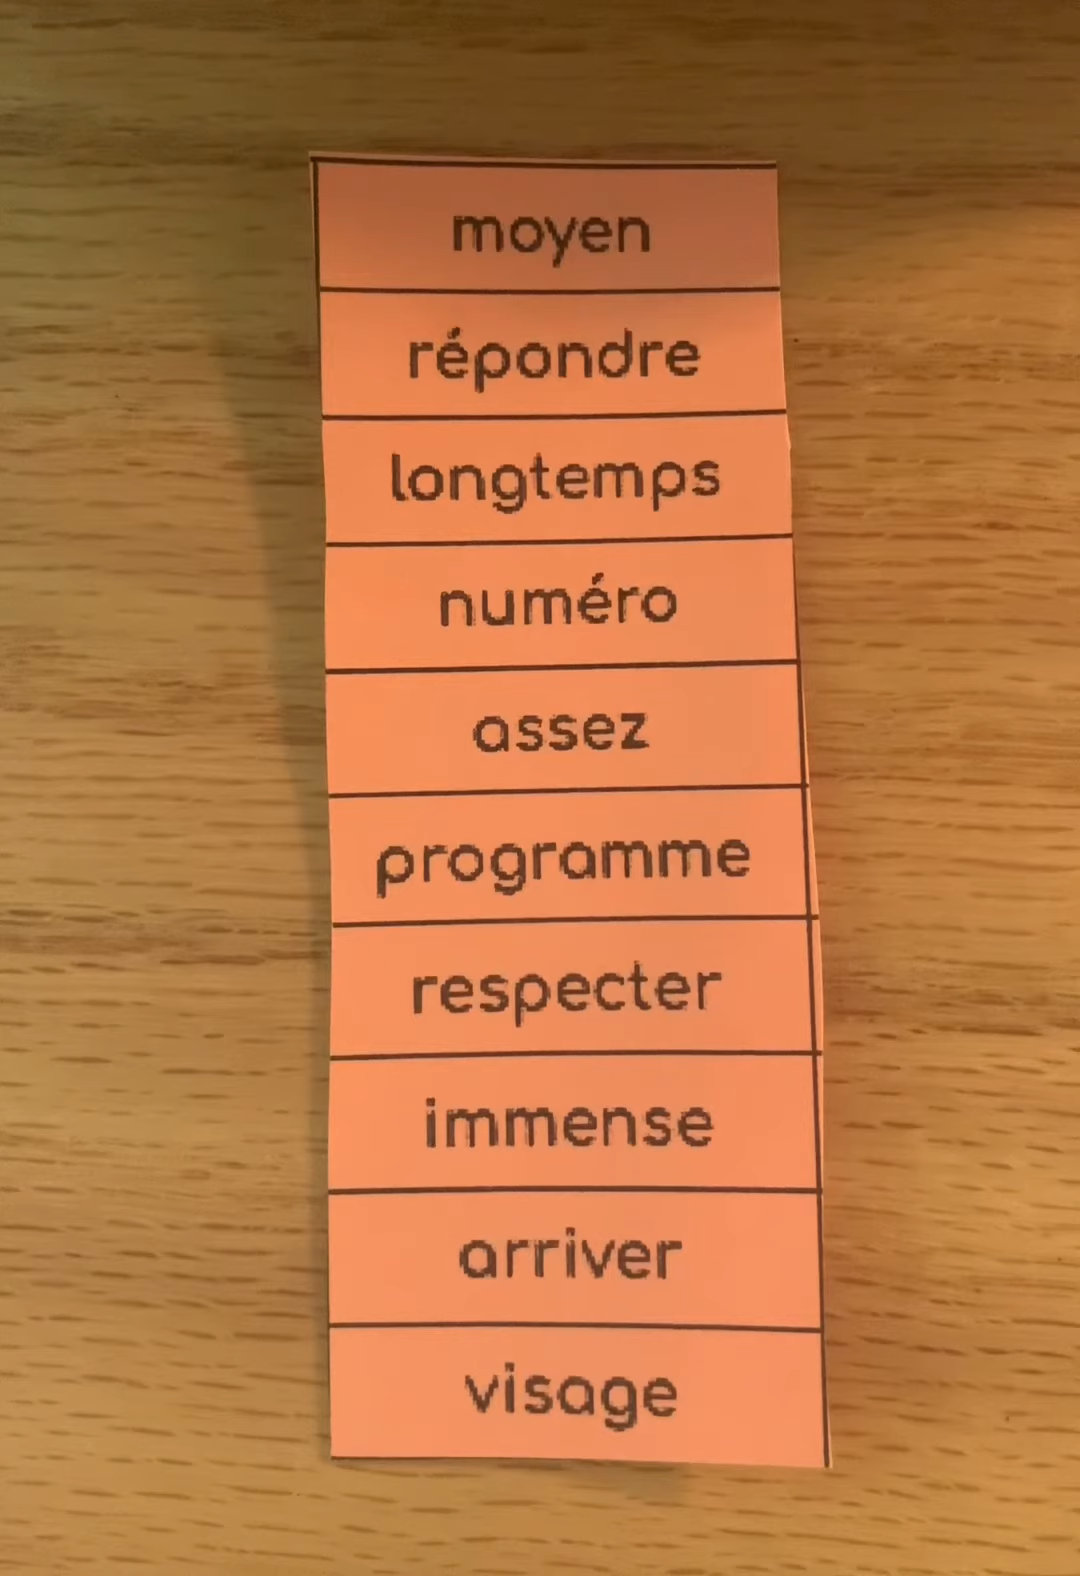 moyen
répondre
longtemps
numéro
assez
programme
respecter
immense
arriver
visage